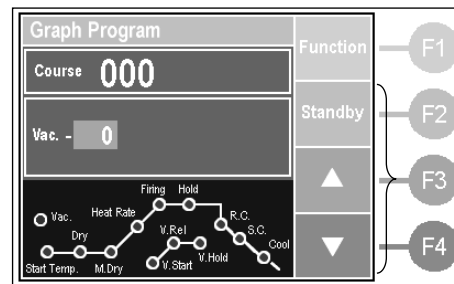 Graph Program
Function
F1
Course 000
Standby
F2
Vac. - 0
F3
Firing Hold
Vac.
Heat Rate
R.C.
Dry
V.Rel
S.C.
Cool
F4
Start Temp. M.Dry V.Start V.Hold